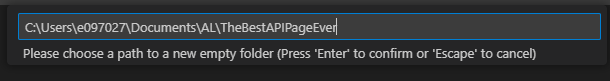 C:\Users\e097027\Documents\AL\TheBestAPIPageEver
Please choose a path to a new empty folder (Press 'Enter' to confirm or 'Escape' to cancel)